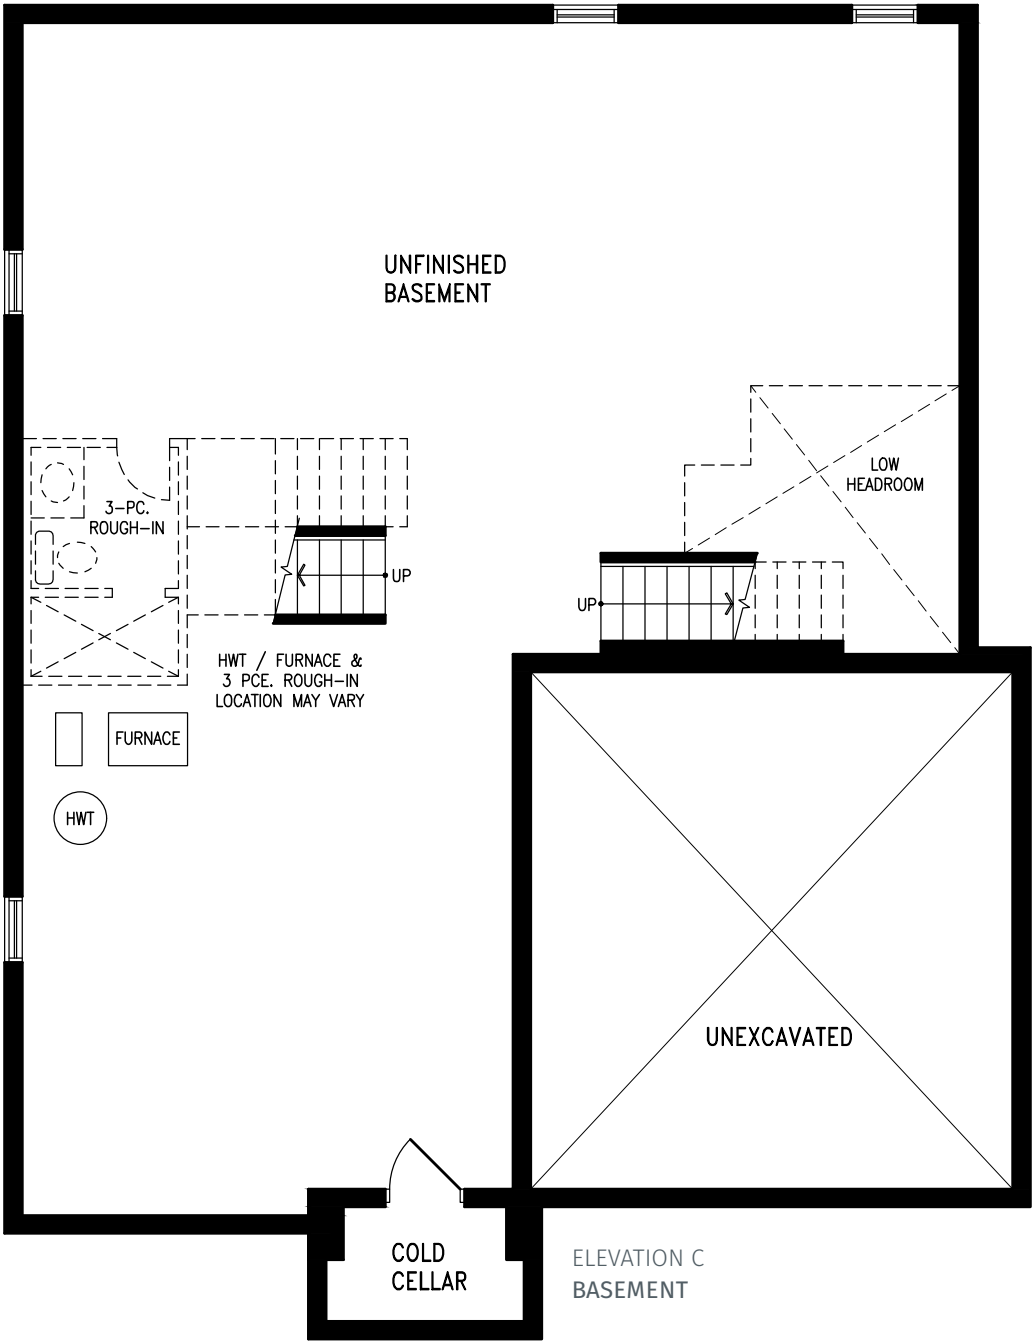 UNFINISHED
BASEMENT
LOW
HEADROOM
3-PC.
ROUGH-IN
UP
UP
HWT / FURNACE &
3 PCE. ROUGH-IN
LOCATION MAY VARY
FURNACE
HWT
UNEXCAVATED
COLD
CELLAR
ELEVATION C
BASEMENT